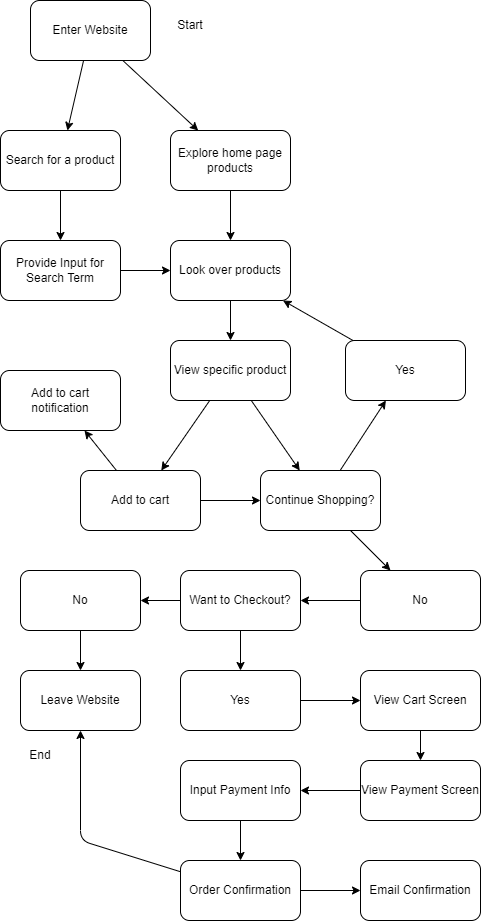 Enter Website
Start
Search for a product
Explore home page
products
Provide Input for
Search Term
Look over products
View specific product
Yes
Add to cart
notification
Add to cart
Continue Shopping?
No
Want to Checkout?
No
Leave Website
Yes
View Cart Screen
End
Input Payment Info
View Payment Screen
Order Confirmation
Email Confirmation